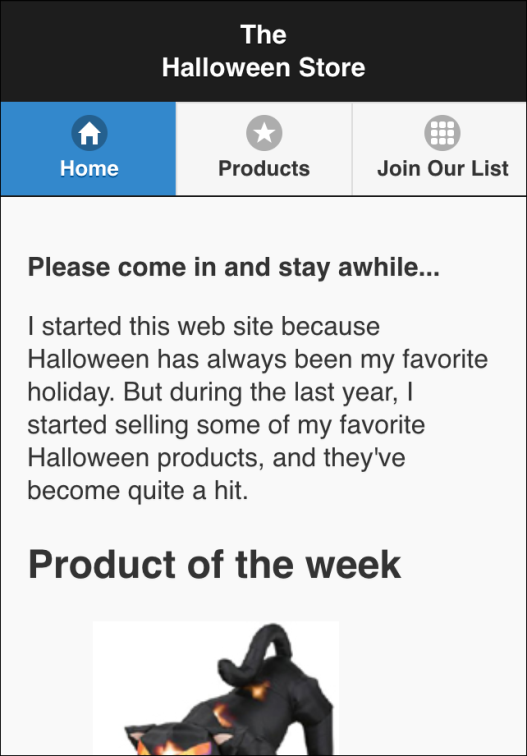 The
Halloween Store
Home
Products
Join Our List
Please come in and stay awhile...
I started this web site because
Halloween has always been my favorite
holiday. But during the last year, I
started selling some of my favorite
Halloween products, and they've
become quite a hit.
Product of the week